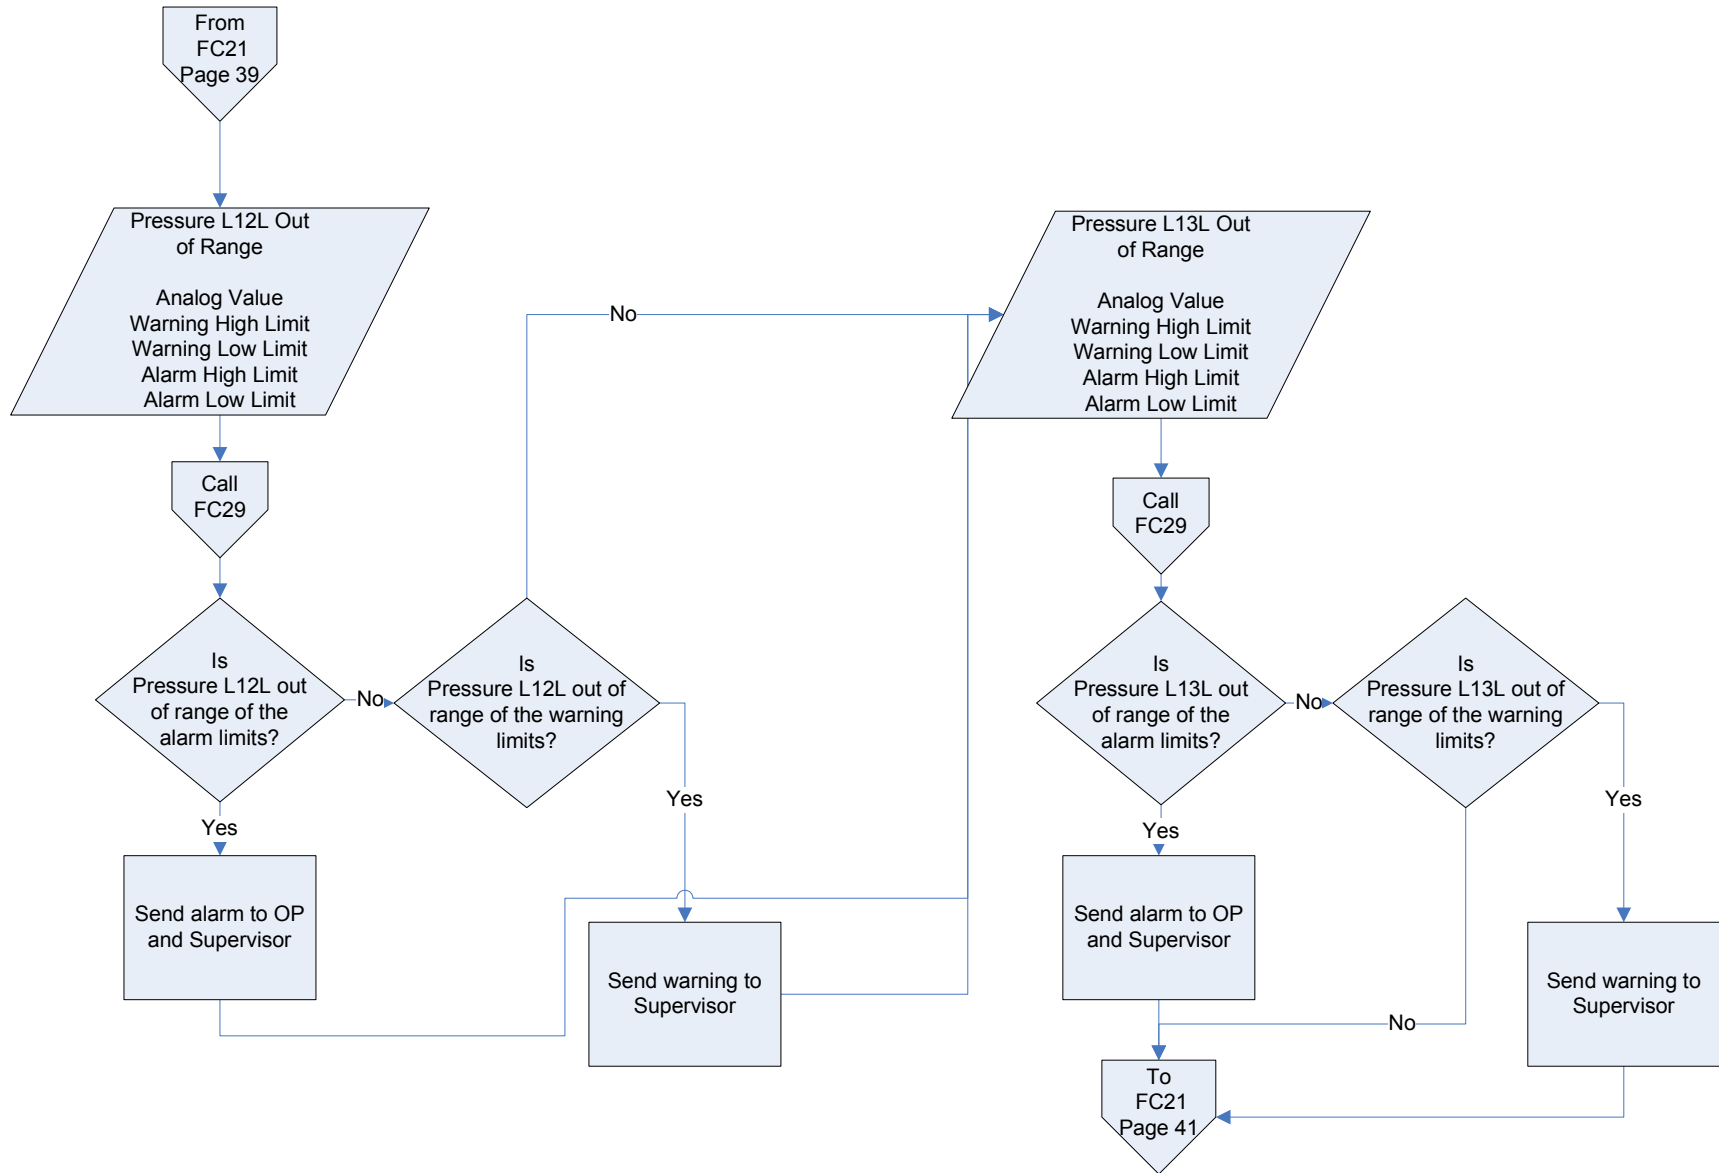 From
FC21
Page 39
Pressure L12L Out
of Range
Analog Value
Warning High Limit
Warning Low Limit
Alarm High Limit
Alarm Low Limit
Call
FC29
Is
Pressure L12L out
of range of the
alarm limits?
No
Is
Pressure L12L out of
range of the warning
limits?
No
Yes
Send alarm to OP
and Supervisor
Yes
Send warning to
Supervisor
Pressure L13L Out
of Range
Analog Value
Warning High Limit
Warning Low Limit
Alarm High Limit
Alarm Low Limit
Call
FC29
Is
Pressure L13L out
of range of the
alarm limits?
No
Is
Pressure L13L out of
range of the warning
limits?
Yes
Yes
Send alarm to OP
and Supervisor
Send warning to
Supervisor
No
To
FC21
Page 41